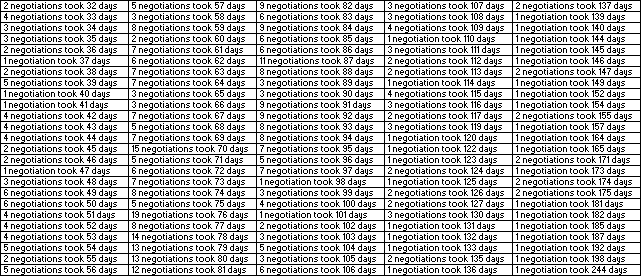 2 negotiations took 32 days 5 negotiations took 57 days 9 negotiations took 82 days 3 negotiations took 107 days 2 negotiations took 137 days
4 negotiations took 33 days 3 negotiations took 58 days 6 negotiations took 83 days 3 negotiations took 108 days 1 negotiation took 139 days
3 negotiations took 34 days 8 negotiations took 59 days 9 negotiations took 84 days 4 negotiations took 109 days 1 negotiation took 140 days
3 negotiations took 35 days 2 negotiations took 60 days 6 negotiations took 85 days 1 negotiation took 110 days 1 negotiation took 144 days
2 negotiations took 36 days 7 negotiations took 61 days 6 negotiations took 86 days 3 negotiations took 111 days 1 negotiation took 145 days
1 negotiation took 37 days 6 negotiations took 62 days 11 negotiations took 87 days 2 negotiations took 112 days 1 negotiation took 146 days
2 negotiations took 38 days 7 negotiations took 63 days 8 negotiations took 88 days 2 negotiations took 113 days 2 negotiations took 147 days
5 negotiations took 39 days 4 negotiations took 64 days 7 negotiations took 89 days 1 negotiation took 114 days 1 negotiation took 149 days
1 negotiation took 40 days 3 negotiations took 65 days 3 negotiations took 90 days 4 negotiations took 115 days 1 negotiation took 152 days
1 negotiation took 41 days 3 negotiations took 66 days 7 negotiations took 91 days 2 negotiations took 116 days 1 negotiation took 154 days
4 negotiations took 42 days 7 negotiations took 67 days 9 negotiations took 92 days 2 negotiations took 117 days 2 negotiations took 155 days
4 negotiations took 43 days 5 negotiations took 68 days 8 negotiations took 93 days 3 negotiations took 119 days 1 negotiation took 157 days
4 negotiations took 44 days 7 negotiations took 69 days 8 negotiations took 94 days 1 negotiation took 120 days 1 negotiation took 164 days
2 negotiations took 45 days 15 negotiations took 70 days 7 negotiations took 95 days 1 negotiation took 122 days 1 negotiation took 165 days
2 negotiations took 46 days 5 negotiations took 71 days 5 negotiations took 96 days 1 negotiation took 123 days 2 negotiations took 171 days
1 negotiation took 47 days 6 negotiations took 72 days 7 negotiations took 97 days 2 negotiations took 124 days 1 negotiation took 173 days
3 negotiations took 48 days 7 negotiations took 73 days 1 negotiation took 98 days 1 negotiation took 125 days 2 negotiations took 174 days
6 negotiations took 49 days 8 negotiations took 74 days 3 negotiations took 99 days 2 negotiations took 126 days 2 negotiations took 175 days
6 negotiations took 50 days 5 negotiations took 75 days 4 negotiations took 100 days 2 negotiations took 127 days 1 negotiation took 181 days
4 negotiations took 51 days 19 negotiations took 76 days 1 negotiation took 101 days 3 negotiations took 130 days 1 negotiation took 182 days
4 negotiations took 52 days 8 negotiations took 77 days 2 negotiations took 102 days 1 negotiation took 131 days 1 negotiation took 185 days
4 negotiations took 53 days 14 negotiations took 78 days 3 negotiations took 103 days 1 negotiation took 132 days 1 negotiation took 187 days
5 negotiations took 54 days 13 negotiations took 79 days 5 negotiations took 104 days 1 negotiation took 133 days 1 negotiation took 192 days
2 negotiations took 55 days 13 negotiations took 80 days 3 negotiations took 105 days 2 negotiations took 135 days 1 negotiation took 198 days
5 negotiations took 56 days 12 negotiations took 81 days 6 negotiations took 106 days 1 negotiation took 136 days 1 negotiation took 244 days